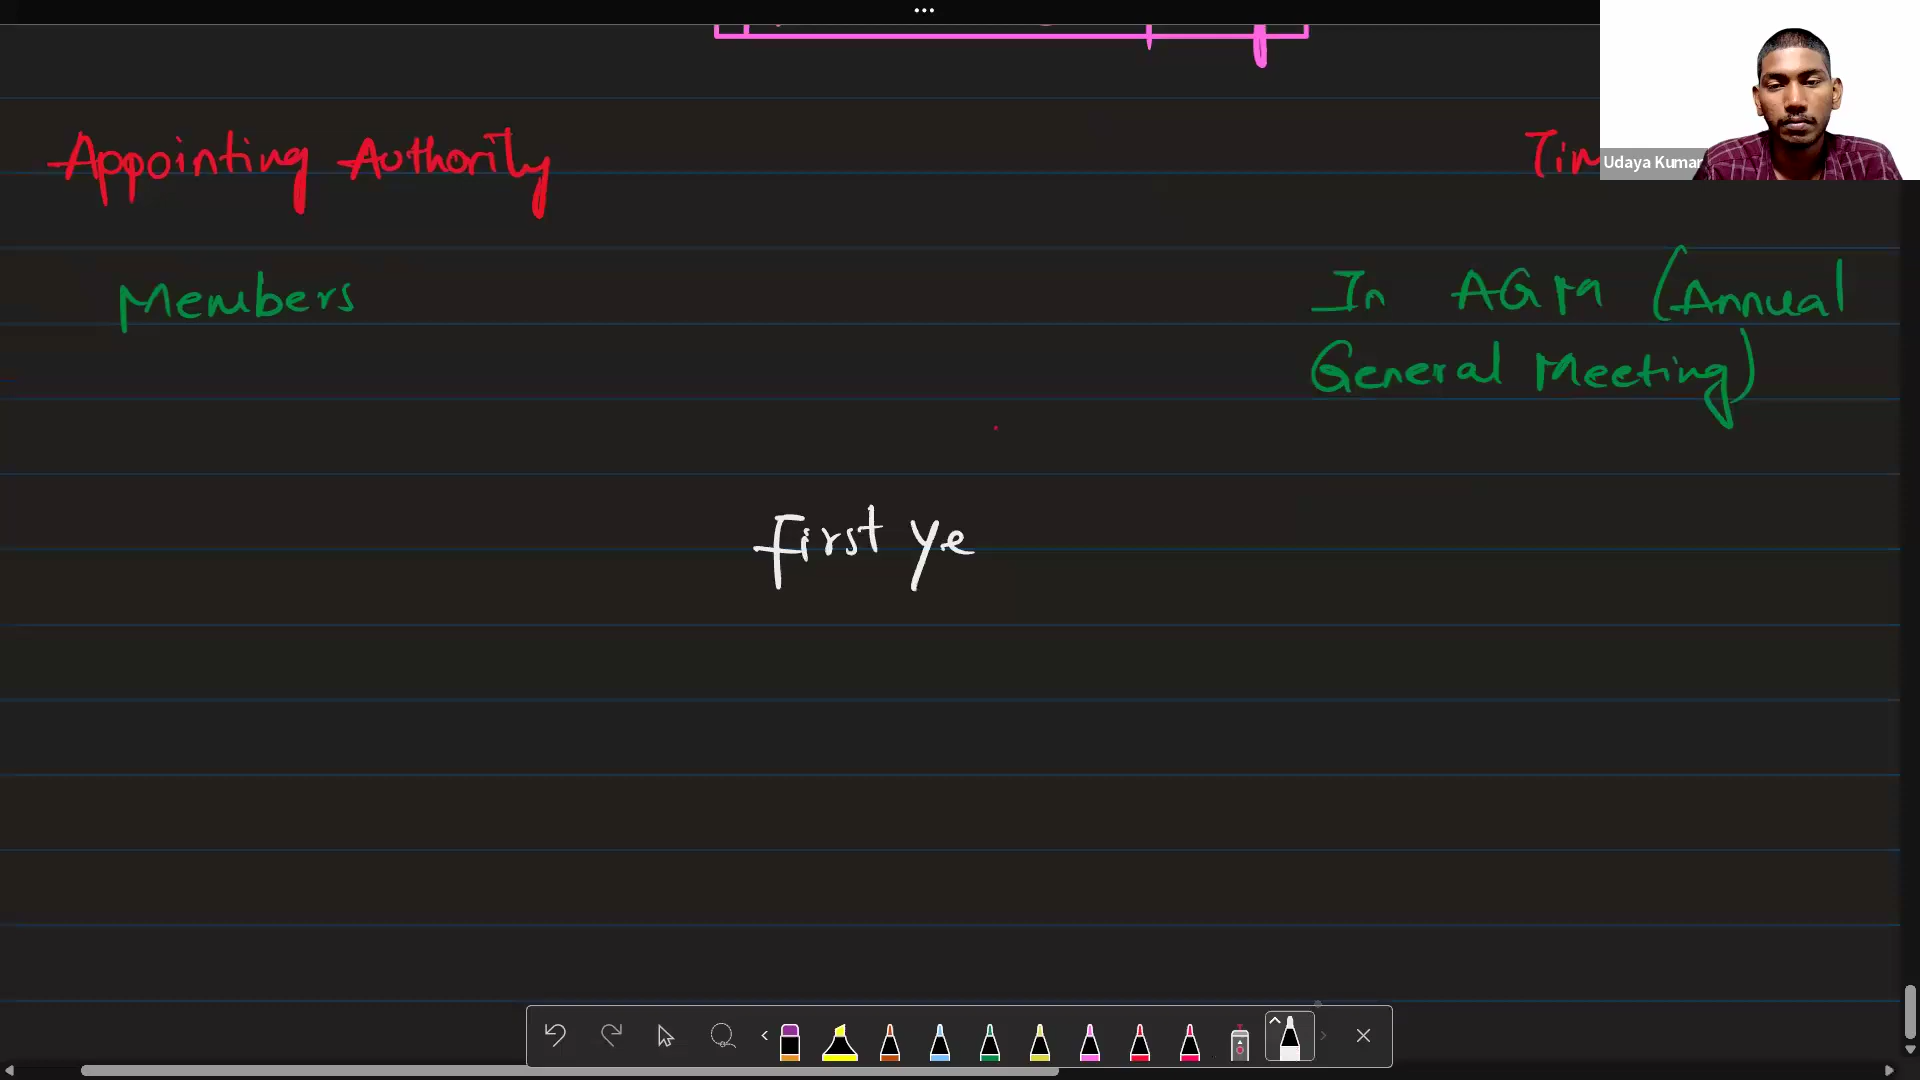 Appointing Authority
Tim
Udaya Kumar
Members
In AGM (Annual
General Meeting)
First Ye